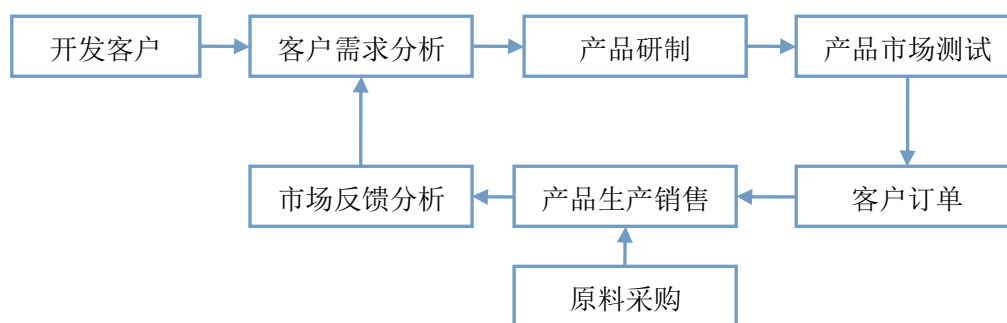 开发客户
客户需求分析
产品研制
产品市场测试
市场反馈分析
产品生产销售
客户订单
原料采购